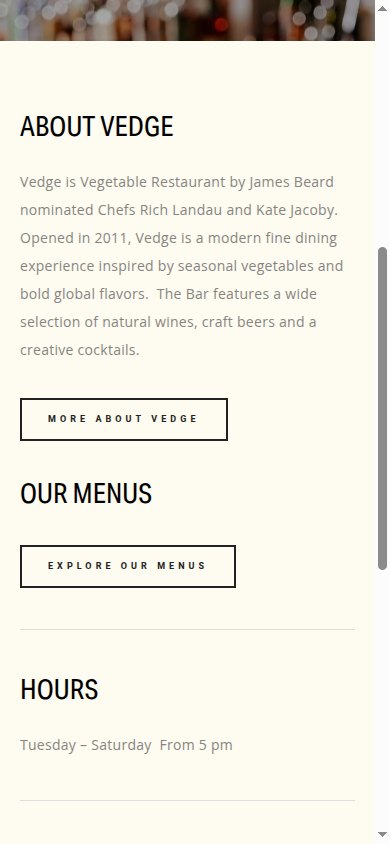 ABOUT VEDGE
Vedge is Vegetable Restaurant by James Beard
nominated Chefs Rich Landau and Kate Jacoby.
Opened in 2011, Vedge is a modern fine dining
experience inspired by seasonal vegetables and
bold global flavors.  The Bar features a wide
selection of natural wines, craft beers and a
creative cocktails.
MORE ABOUT VEDGE
OUR MENUS
EXPLORE OUR MENUS
HOURS
Tuesday – Saturday  From 5 pm